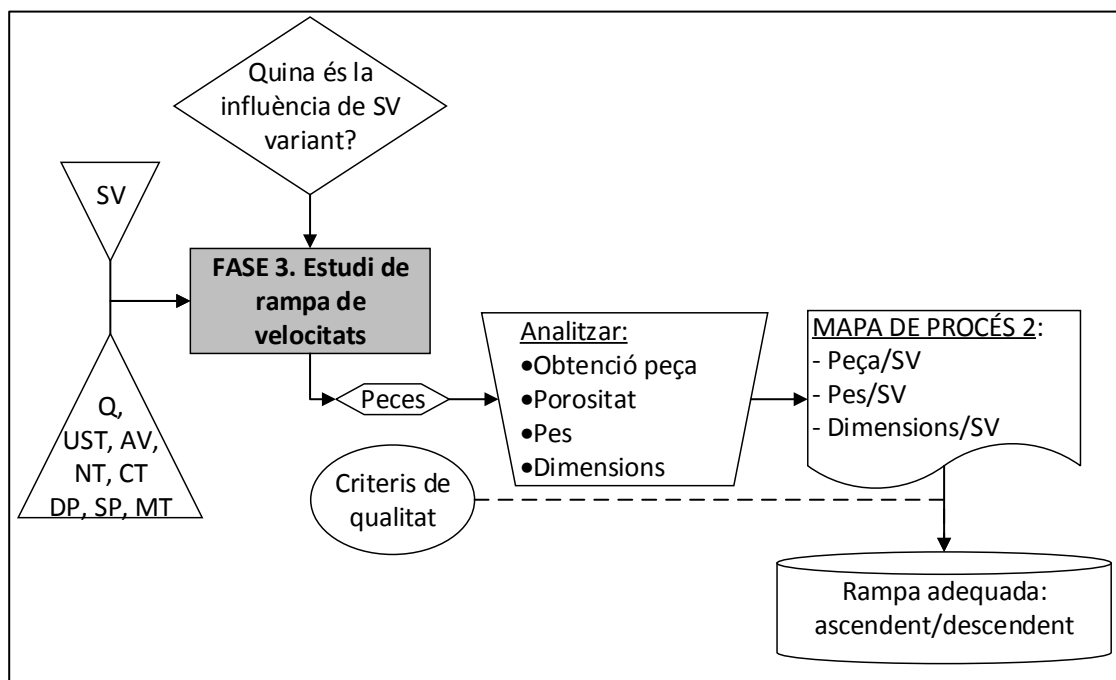 Quina és la
influència de SV
variant?
SV
FASE 3. Estudi de
rampa de
velocitats
Q,
UST, AV,
NT, CT
DP, SP, MT
Peces
Analitzar:
•Obtenció peça
•Porositat
•Pes
•Dimensions
MAPA DE PROCÉS 2:
- Peça/SV
- Pes/SV
- Dimensions/SV
Criteris de
qualitat
Rampa adequada:
ascendent/descendent